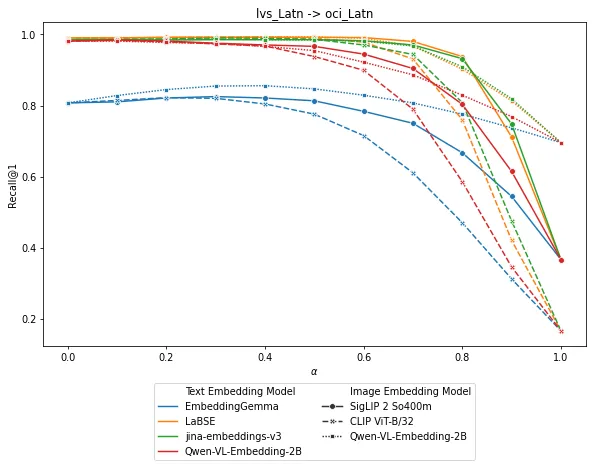 lvs_Latn -> oci_Latn
Recall@1
1.0
0.8
0.6
0.4
0.2
0.0 0.2 0.4 0.6 0.8 1.0
α
Text Embedding Model Image Embedding Model
EmbeddingGemma SigLIP 2 So400m
LaBSE CLIP ViT-B/32
jina-embeddings-v3 Qwen-VL-Embedding-2B
Qwen-VL-Embedding-2B